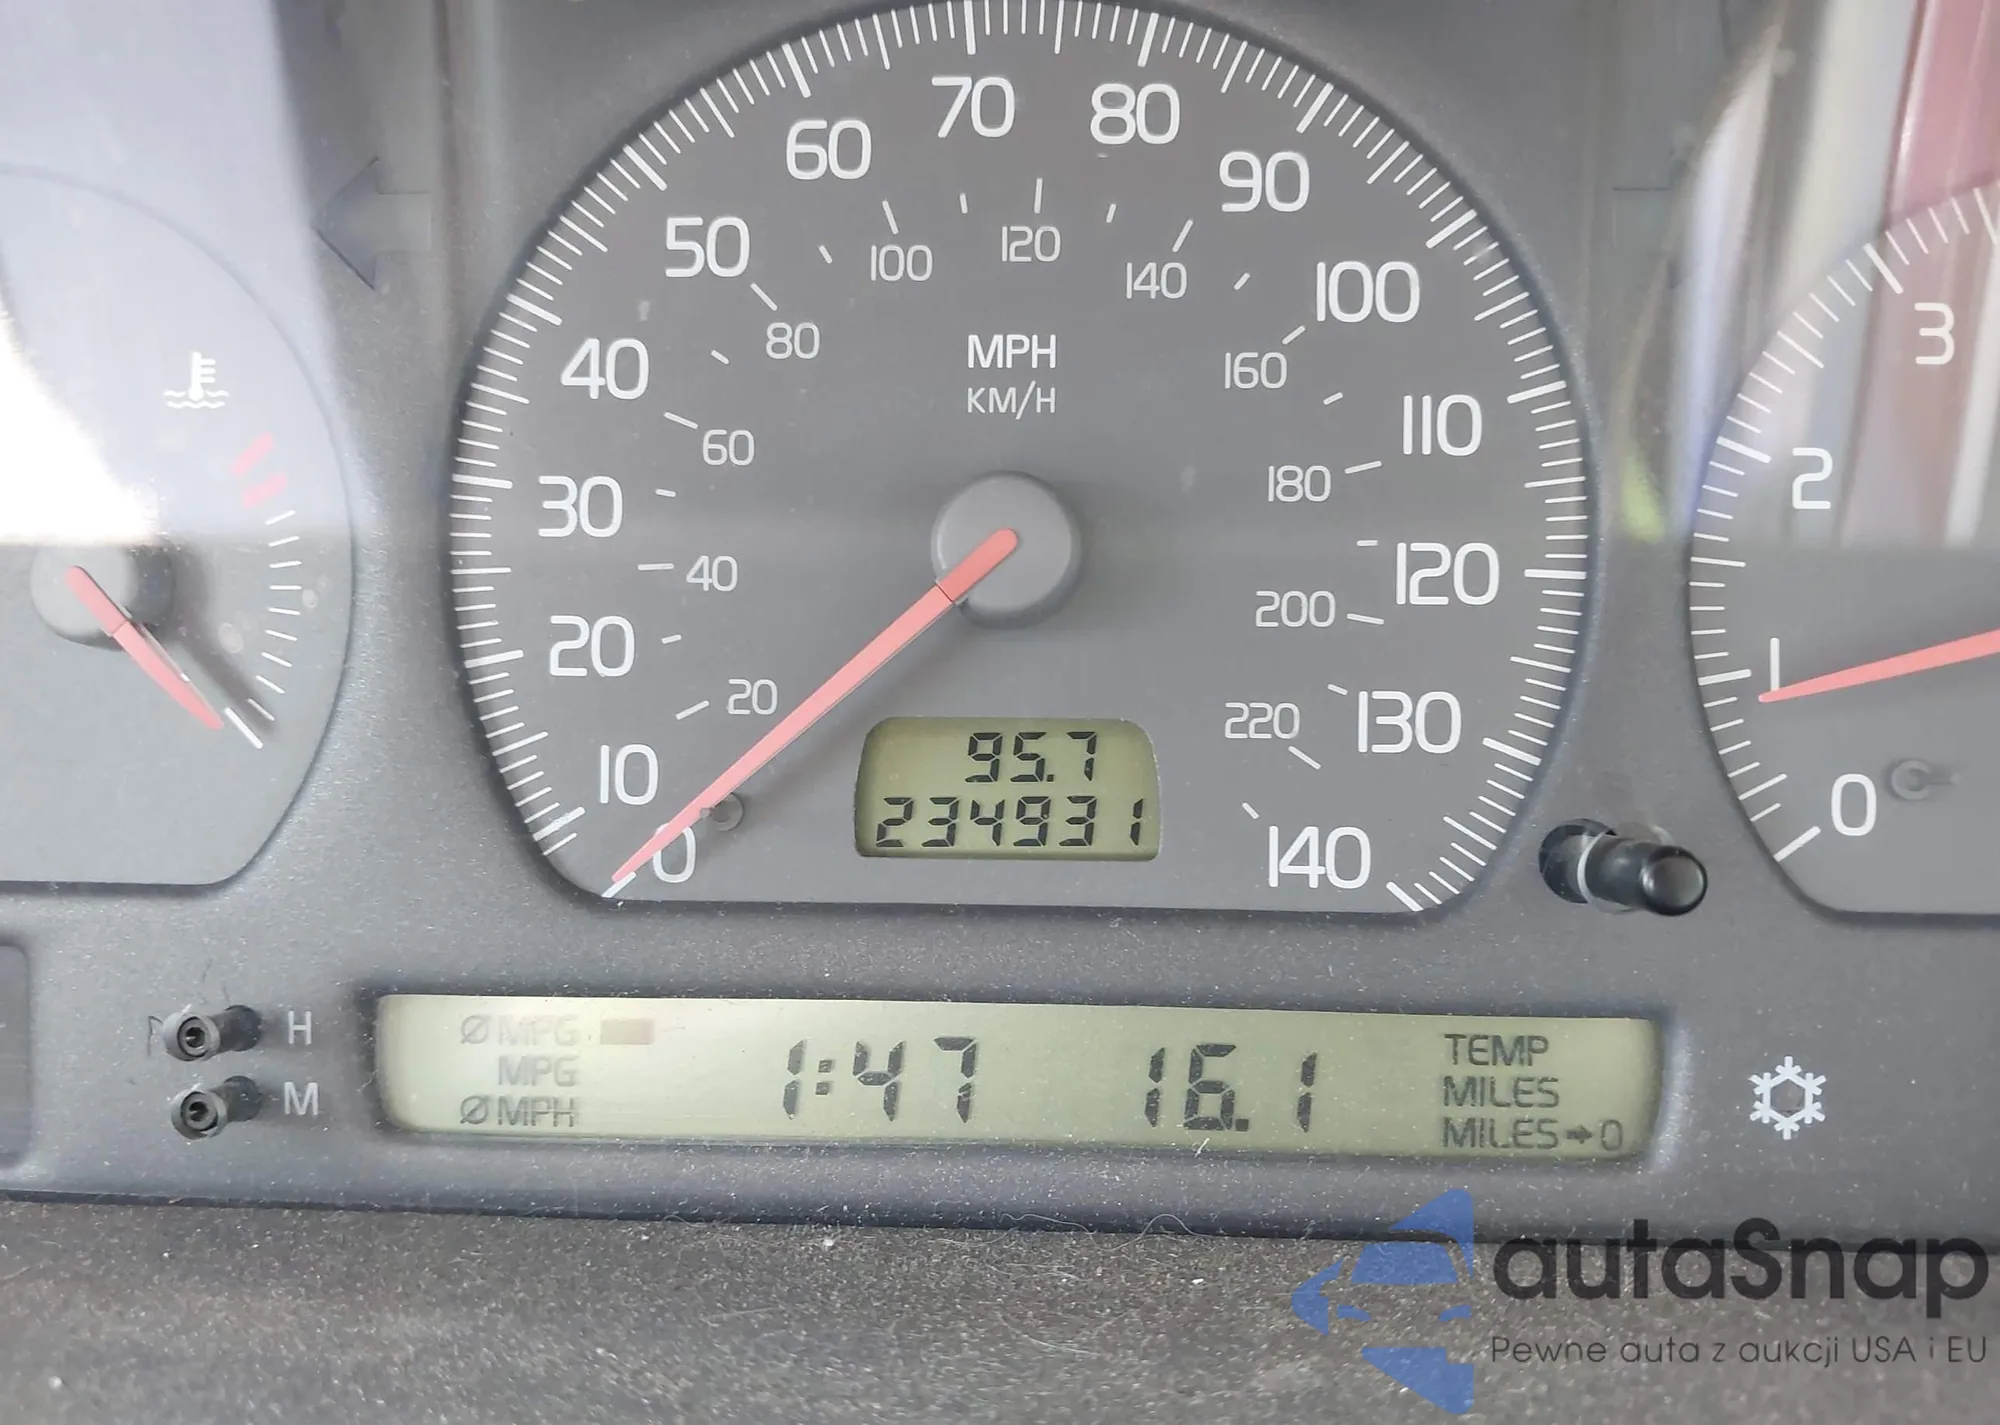 70
80
60
90
50
100
120
140
100
80
160
40
MPH
KM/H
110
3
60
180
2
30
40
120
200
20
20
220
130
1
10
95.7
0
0
234931
140
H
M
Ø MPG
MPG
Ø MPH
1:47
16.1
TEMP
MILES
MILES→0
autaSnap
Pewne auta z aukcji USA i EU